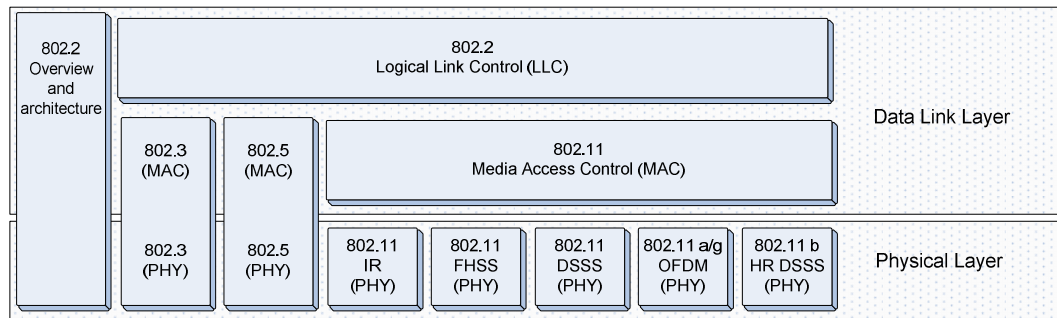 802.2
Overview
and
architecture
802.2
Logical Link Control (LLC)
802.3
(MAC)
802.5
(MAC)
802.11
Media Access Control (MAC)
Data Link Layer
802.3
(PHY)
802.5
(PHY)
802.11
IR
(PHY)
802.11
FHSS
(PHY)
802.11
DSSS
(PHY)
802.11 a/g
OFDM
(PHY)
802.11 b
HR DSSS
(PHY)
Physical Layer